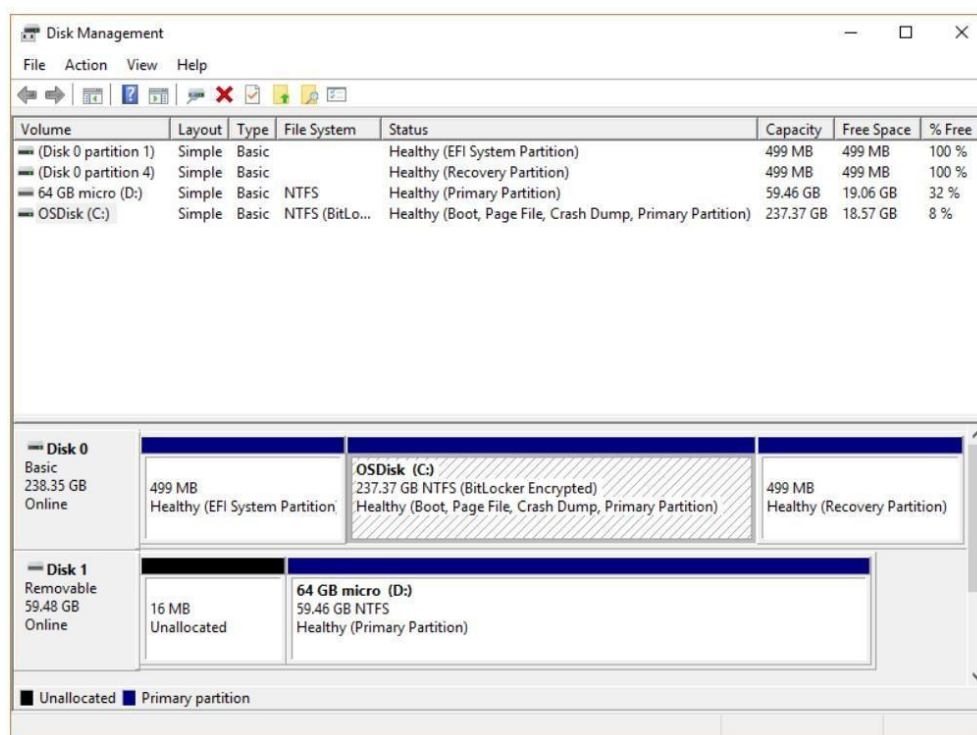 Disk Management
File Action View Help
Volume Layout Type File System Status Capacity Free Space % Free
(Disk 0 partition 1) Simple Basic Healthy (EFI System Partition) 499 MB 499 MB 100 %
(Disk 0 partition 4) Simple Basic Healthy (Recovery Partition) 499 MB 499 MB 100 %
64 GB micro (D:) Simple Basic NTFS Healthy (Primary Partition) 59.46 GB 19.06 GB 32 %
OSDisk (C:) Simple Basic NTFS (BitLo... Healthy (Boot, Page File, Crash Dump, Primary Partition) 237.37 GB 18.57 GB 8 %
Disk 0
Basic
238.35 GB
Online
499 MB
Healthy (EFI System Partition
OSDisk (C:)
237.37 GB NTFS (BitLocker Encrypted)
Healthy (Boot, Page File, Crash Dump, Primary Partition)
499 MB
Healthy (Recovery Partition)
Disk 1
Removable
59.48 GB
Online
16 MB
Unallocated
64 GB micro (D:)
59.46 GB NTFS
Healthy (Primary Partition)
Unallocated Primary partition